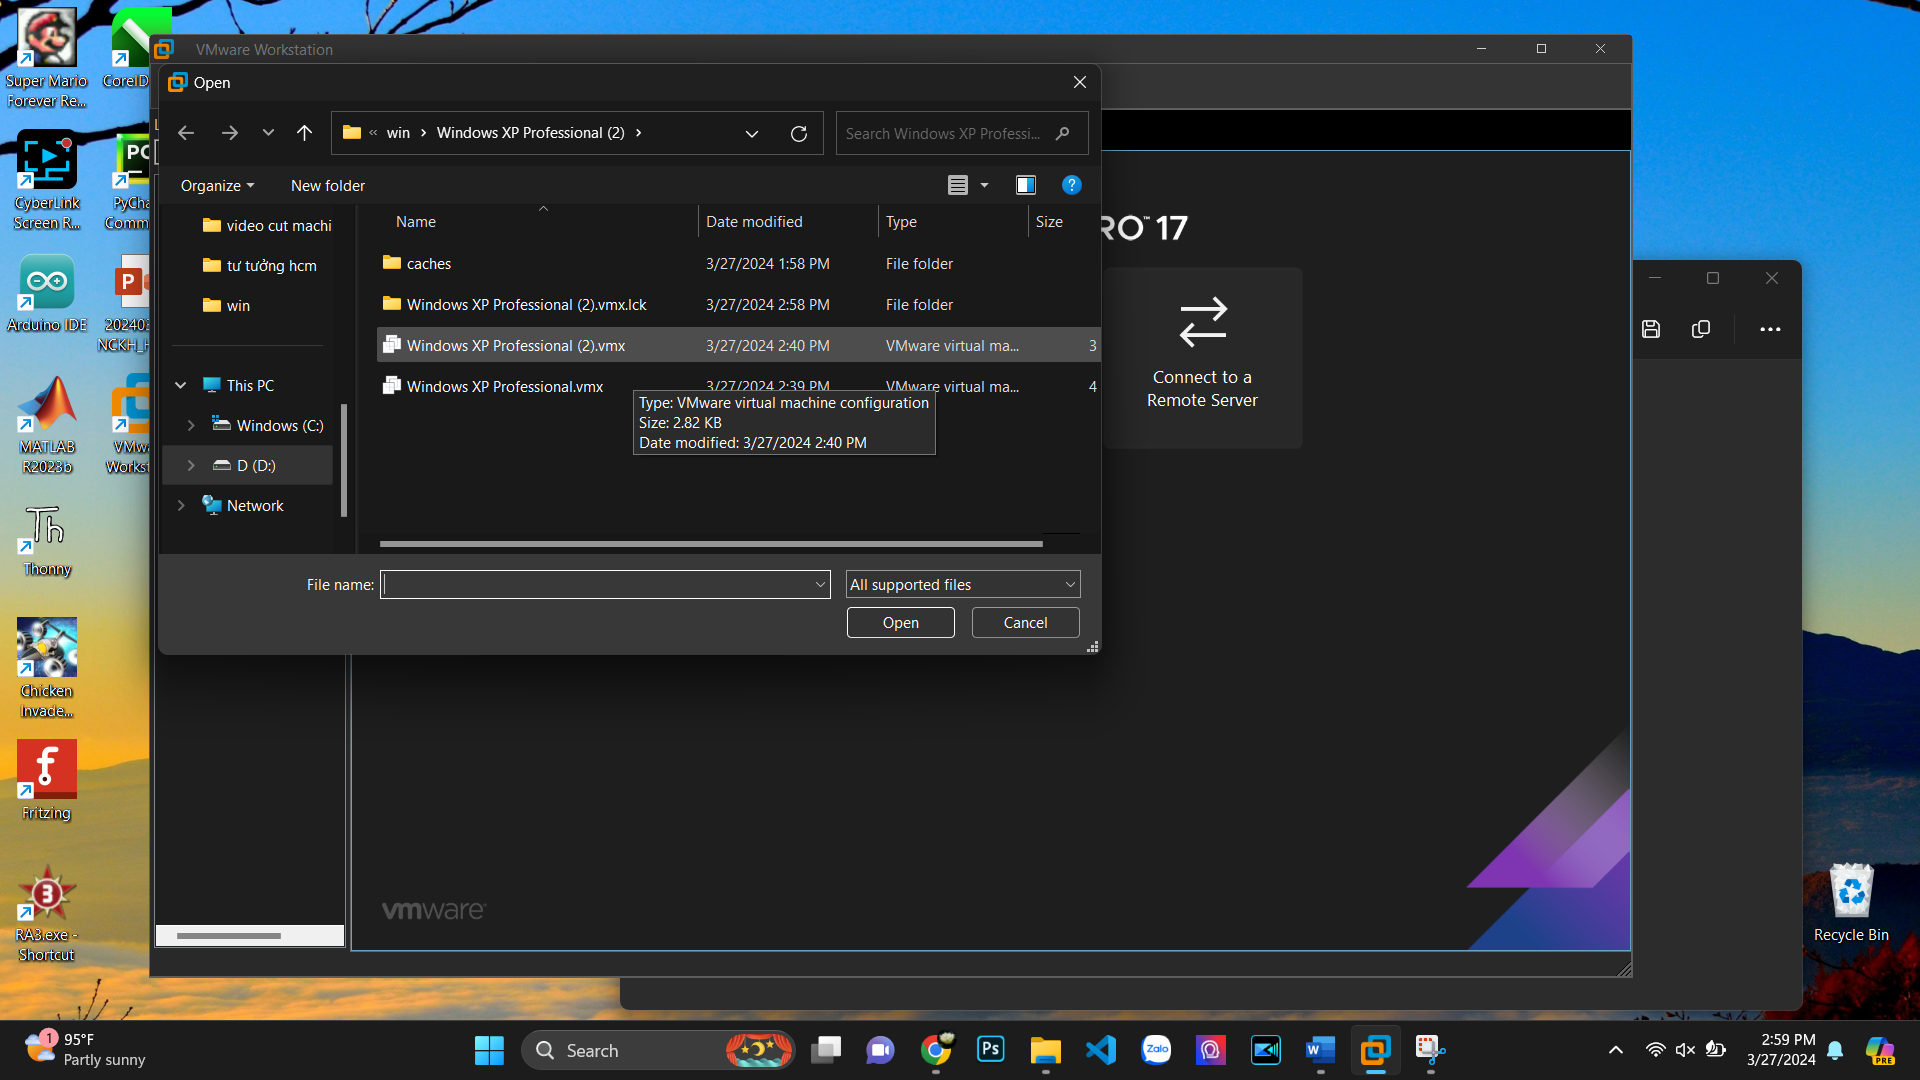 Super Mario
Forever Re...
CorelD
CyberLink
Screen R...
PyCha
Comm
Arduino IDE
NCKH_H
MATLAB
R2023b
VMwa
Workst
Thonny
Chicken
Invade...
Fritzing
RA3.exe -
Shortcut
Recycle Bin
VMware Workstation
Open
« win > Windows XP Professional (2) >
Search Windows XP Professi...
Organize
New folder
video cut machi
tư tưởng hcm
win
This PC
Windows (C:)
D (D:)
Network
Name Date modified Type Size
caches 3/27/2024 1:58 PM File folder
Windows XP Professional (2).vmx.lck 3/27/2024 2:58 PM File folder
Windows XP Professional (2).vmx 3/27/2024 2:40 PM VMware virtual ma... 3
Windows XP Professional.vmx 3/27/2024 2:39 PM VMware virtual ma... 4
Type: VMware virtual machine configuration
Size: 2.82 KB
Date modified: 3/27/2024 2:40 PM
File name:
All supported files
Open
Cancel
RO™ 17
Connect to a
Remote Server
vmware
1
95°F
Partly sunny
Search
Ps
Zalo
2:59 PM
3/27/2024
PRE